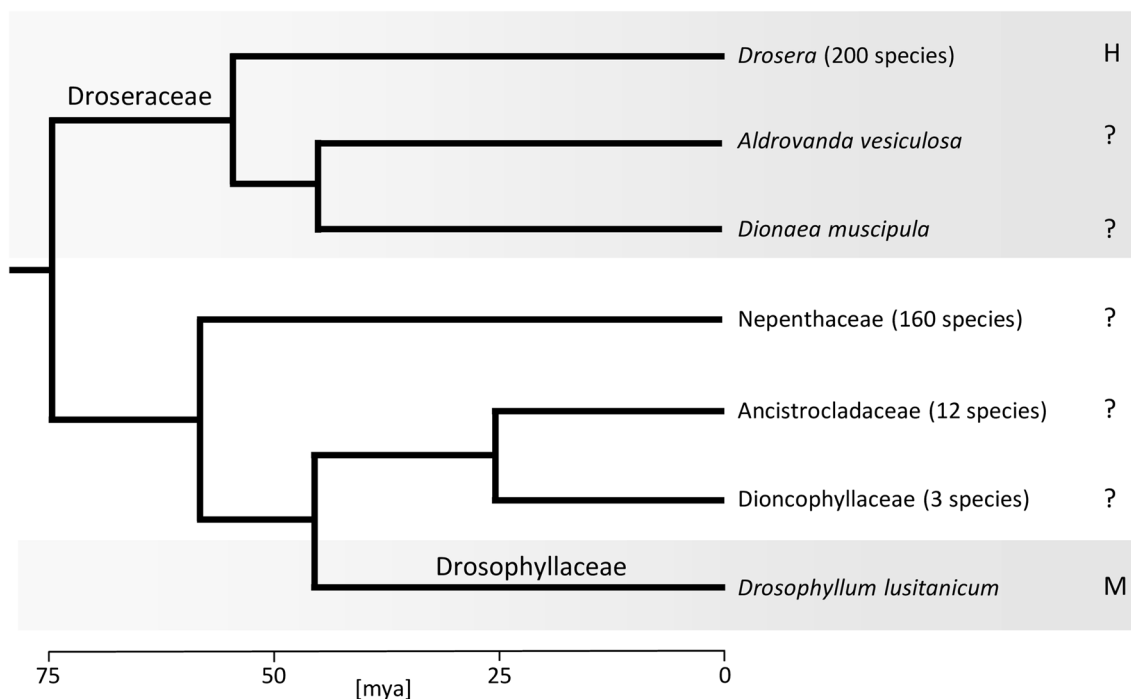 Drosera (200 species) H
Droseraceae
Aldrovanda vesiculosa ?
Dionaea muscipula ?
Nepenthaceae (160 species) ?
Ancistrocladaceae (12 species) ?
Dioncophyllaceae (3 species) ?
Drosophyllaceae
Drosophyllum lusitanicum M
75 50 25 0
[mya]